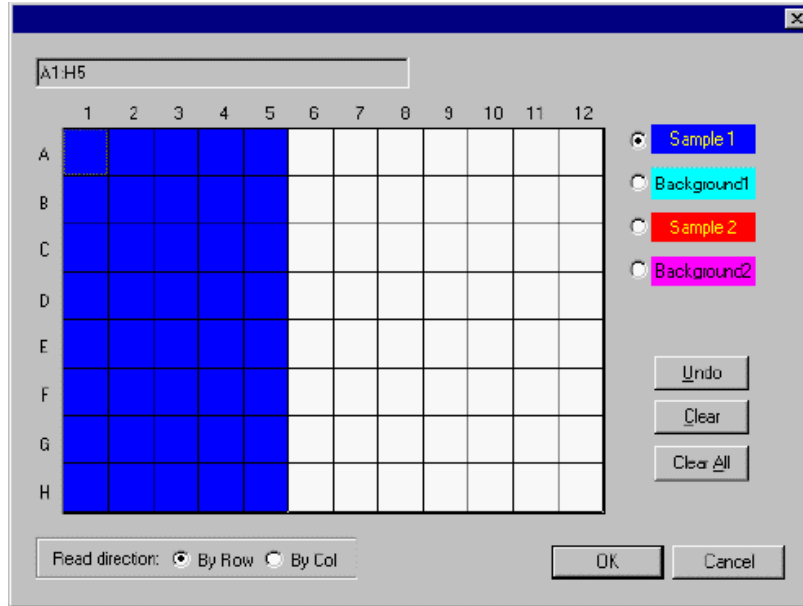 A1:H5
1 2 3 4 5 6 7 8 9 10 11 12
A
B
C
D
E
F
G
H
Sample 1
Background1
Sample 2
Background2
Undo
Clear
Clear All
Read direction: By Row By Col
OK Cancel